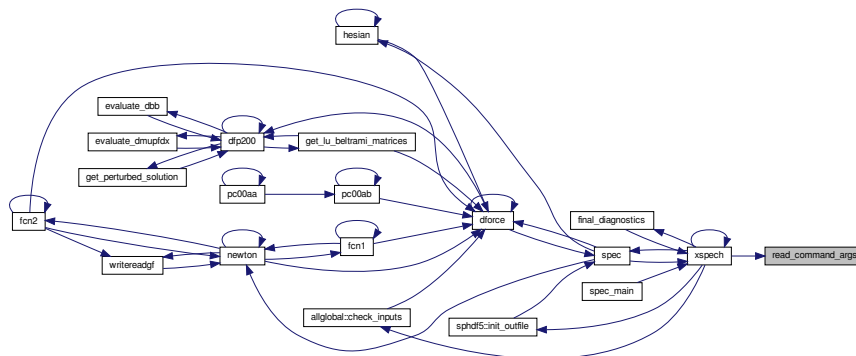 hesian
evaluate_dbb
evaluate_dmupfdx
dfp200
get_lu_beltrami_matrices
get_perturbed_solution
pc00aa
pc00ab
fcn2
dforce
final_diagnostics
fcn1
newton
writereadgf
spec
xspech
read_command_args
spec_main
allglobal::check_inputs
sphdf5::init_outfile